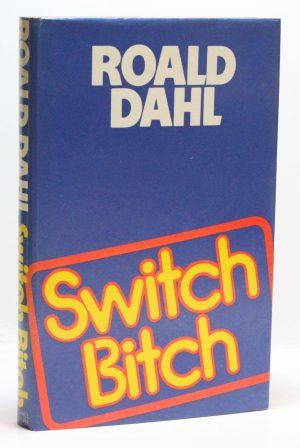 ROALD
DAHL
Switch
Bitch
ROALD DAHL Switch Bitch